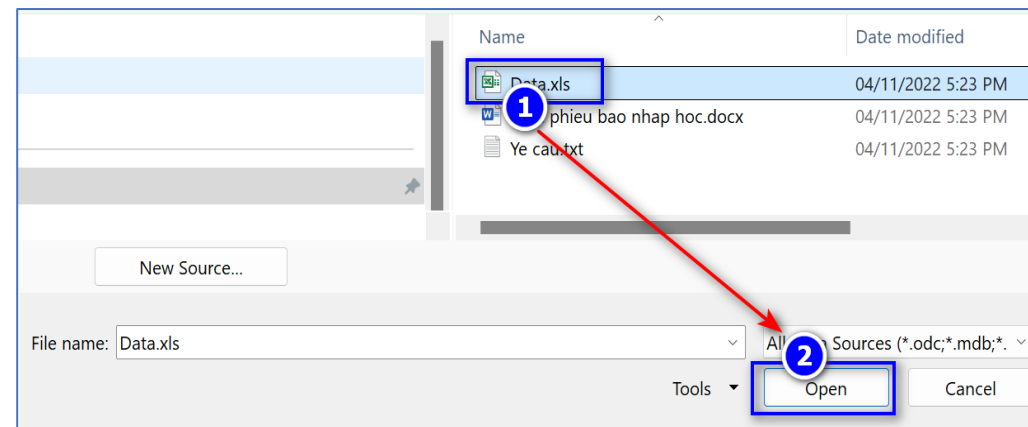 Name
Date modified
Data.xls
04/11/2022 5:23 PM
1
phieu bao nhap hoc.docx
04/11/2022 5:23 PM
Ye cau.txt
04/11/2022 5:23 PM
New Source...
File name:
Data.xls
Sources (*.odc;*.mdb;*.
2
Tools
Open
Cancel